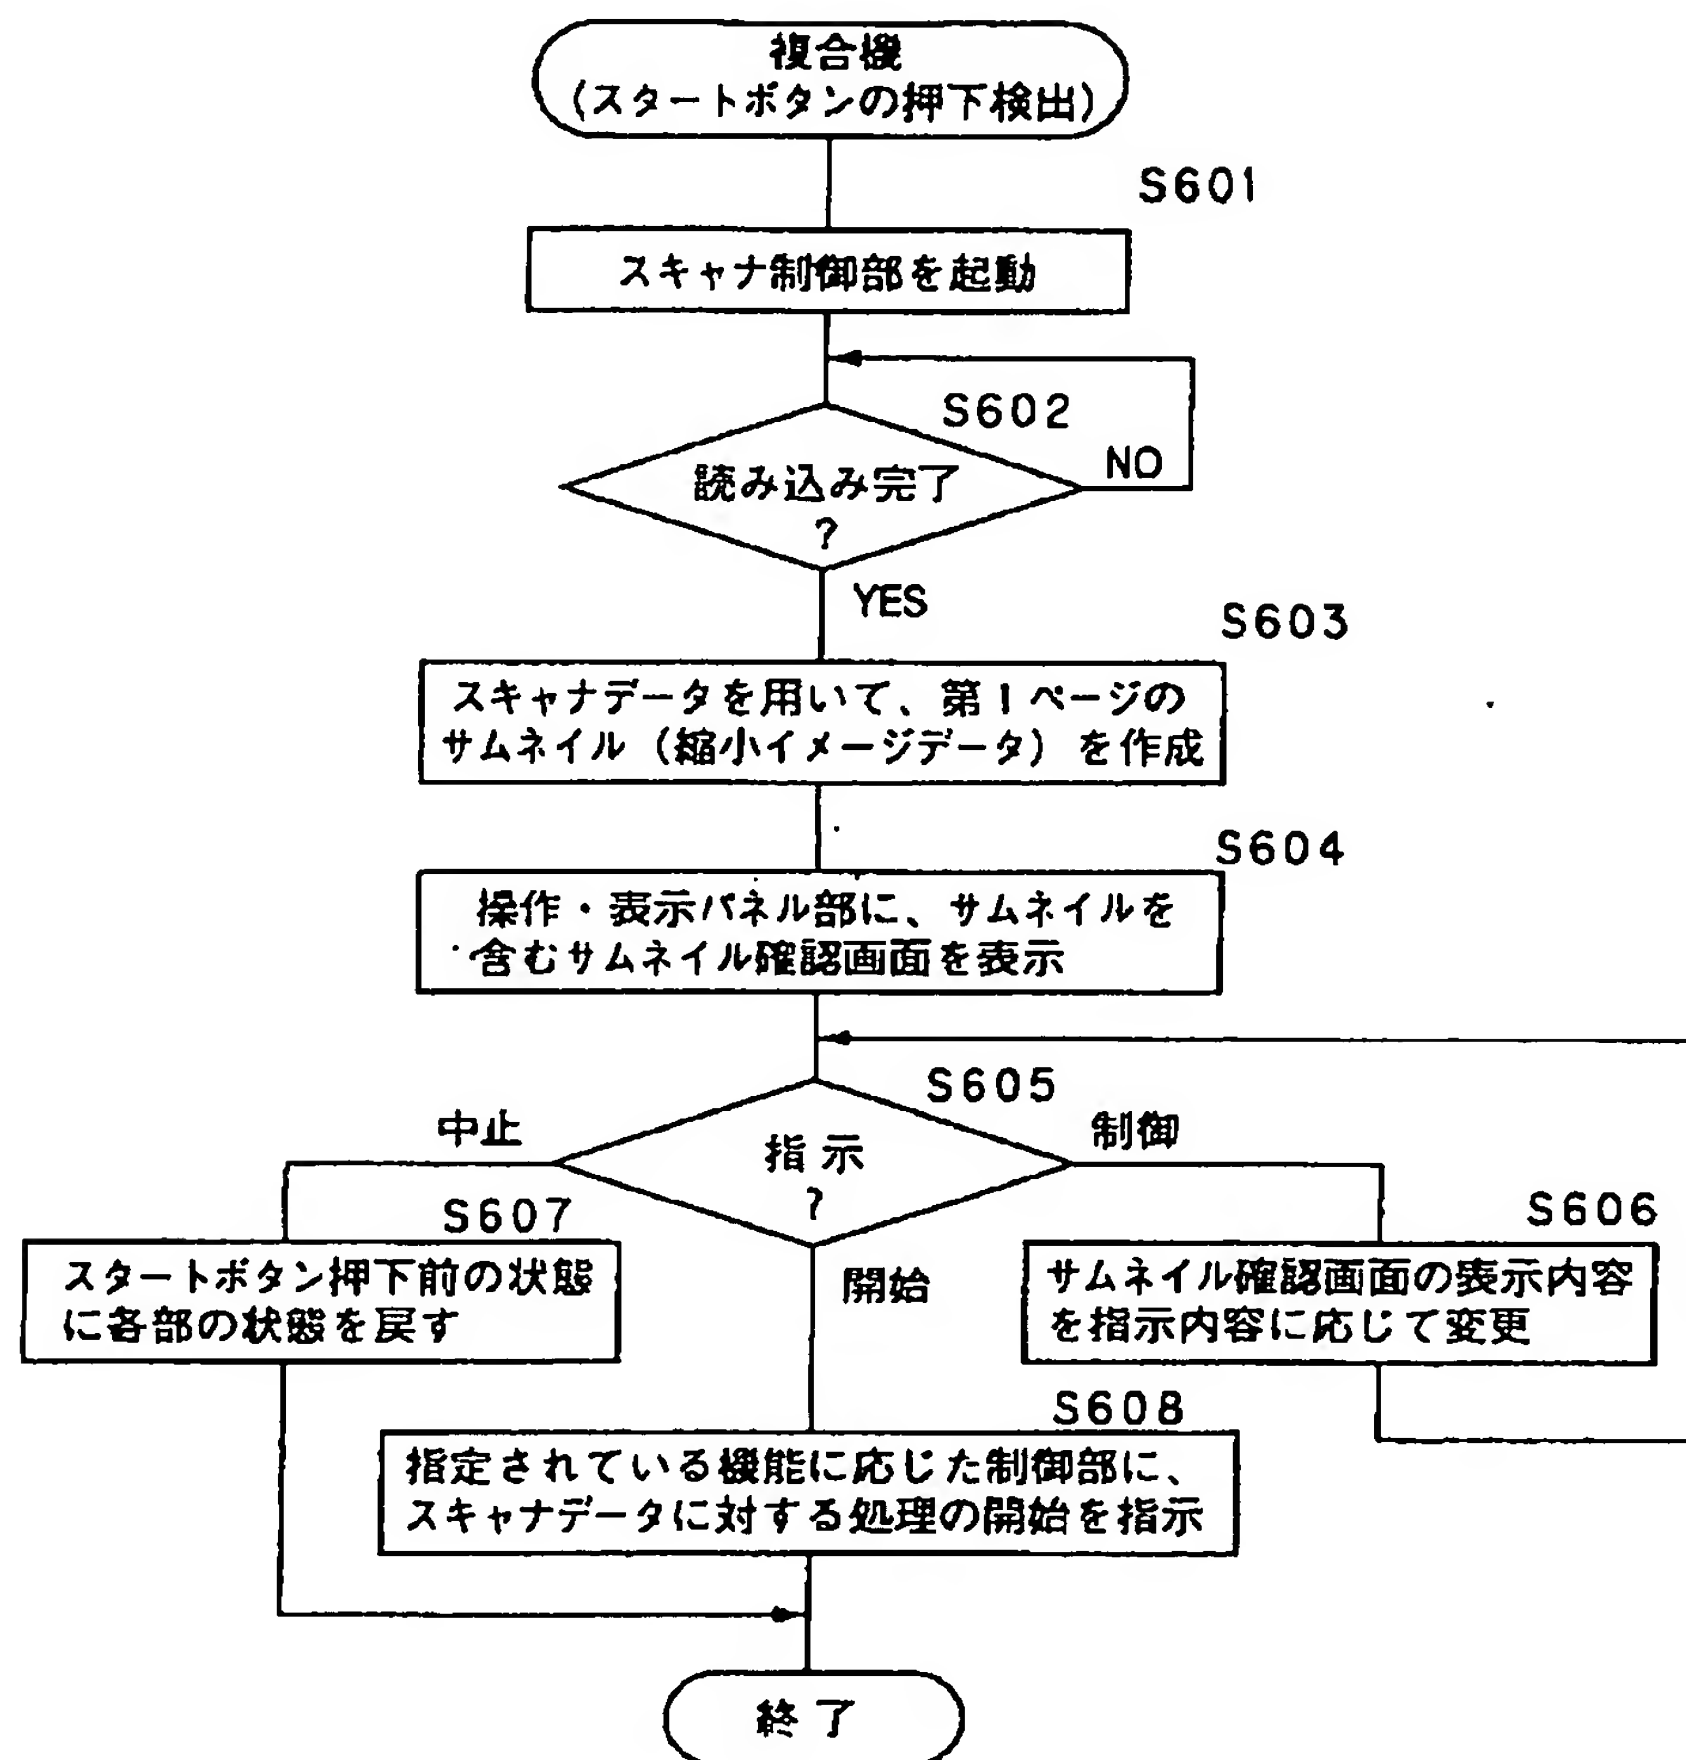 複合機
(スタートボタンの押下検出)
S601
スキャナ制御部を起動
S602
NO
読み込み完了
?
YES
S603
スキャナデータを用いて、第1ページの
サムネイル(縮小イメージデータ)を作成
S604
操作・表示パネル部に、サムネイルを
含むサムネイル確認画面を表示
S605
中止
制御
指示
?
S607
S606
スタートボタン押下前の状態
に各部の状態を戻す
開始
サムネイル確認画面の表示内容
を指示内容に応じて変更
S608
指定されている機能に応じた制御部に、
スキャナデータに対する処理の開始を指示
終了